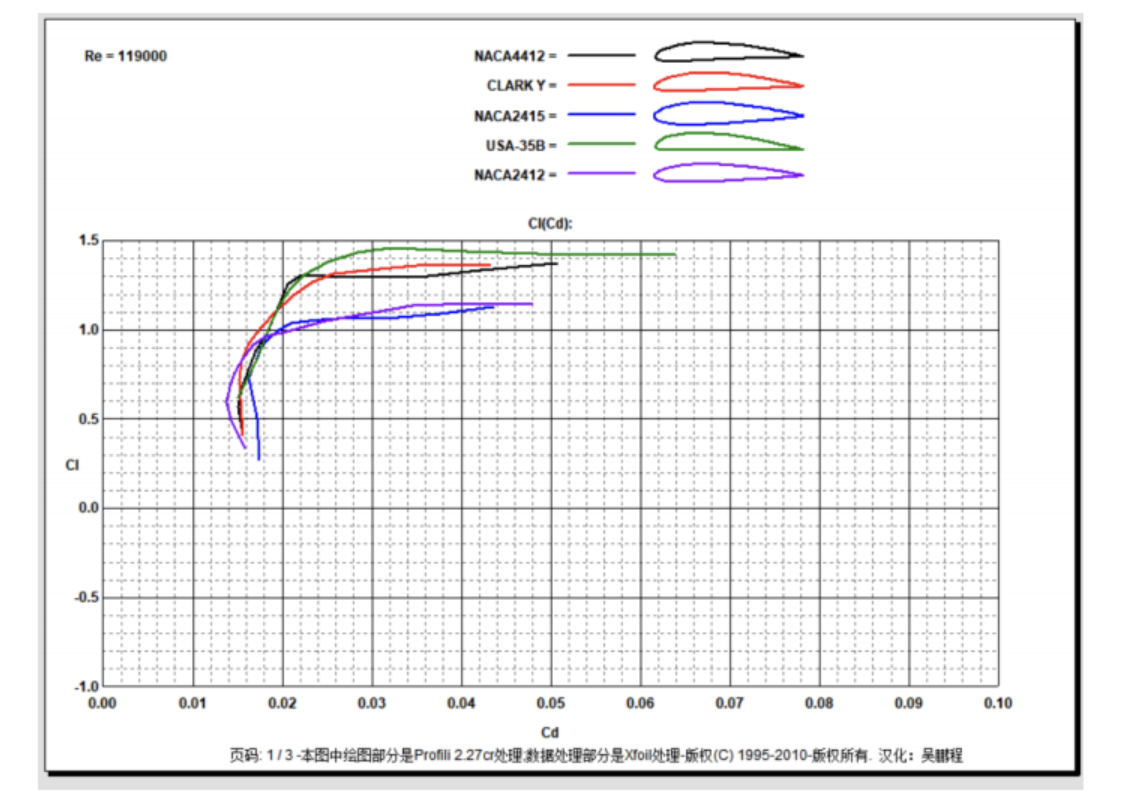 Re = 119000
NACA4412 =
CLARK Y =
NACA2415 =
USA-35B =
NACA2412 =
Cl(Cd):
1.5
1.0
0.5
Cl
0.0
-0.5
-1.0
0.00 0.01 0.02 0.03 0.04 0.05 0.06 0.07 0.08 0.09 0.10
Cd
页码: 1 / 3 -本图中绘图部分是Profili 2.27cr处理;数据处理部分是Xfoil处理-版权(C) 1995-2010-版权所有. 汉化：吴鹏程